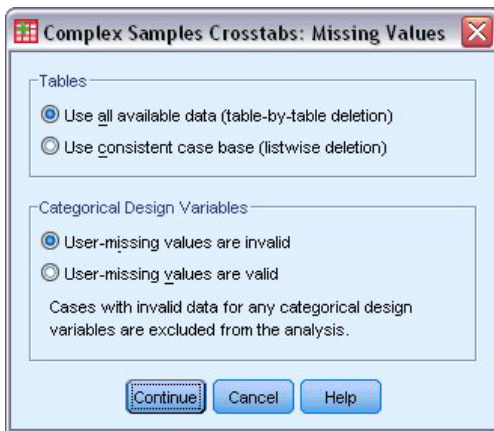 Complex Samples Crosstabs: Missing Values
Tables
Use all available data (table-by-table deletion)
Use consistent case base (listwise deletion)
Categorical Design Variables
User-missing values are invalid
User-missing values are valid
Cases with invalid data for any categorical design
variables are excluded from the analysis.
Continue Cancel Help